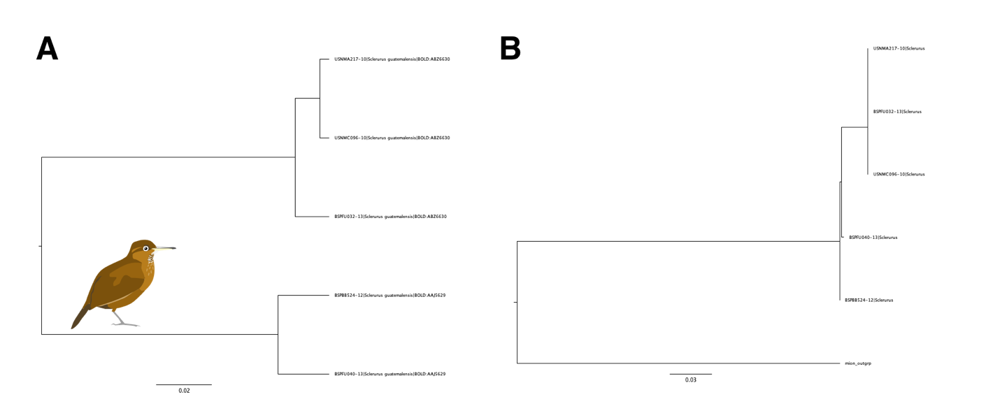 A
USNMA217-10|Sclerurus guatemalensis|BOLD:ABZ6630
USNMC096-10|Sclerurus guatemalensis|BOLD:ABZ6630
BSPFU032-13|Sclerurus guatemalensis|BOLD:ABZ6630
BSPBB524-12|Sclerurus guatemalensis|BOLD:AAJ5629
BSPFU040-13|Sclerurus guatemalensis|BOLD:AAJ5629
0.02
B
USNMA217-10|Sclerurus
BSPFU032-13|Sclerurus
USNMC096-10|Sclerurus
BSPFU040-13|Sclerurus
BSPBB524-12|Sclerurus
mion_outgrp
0.03